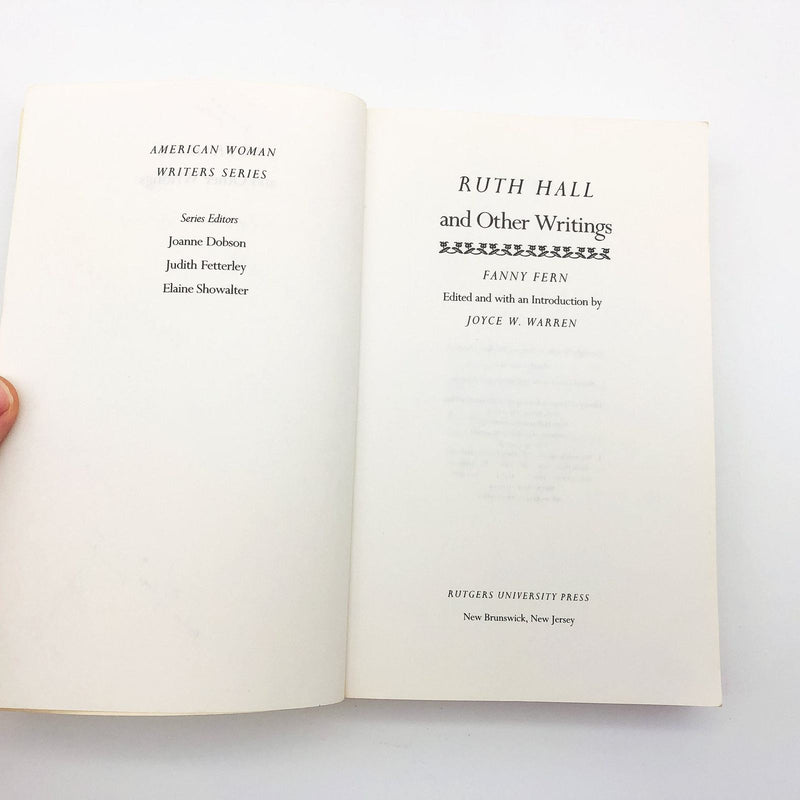 AMERICAN WOMAN
WRITERS SERIES
Series Editors
Joanne Dobson
Judith Fetterley
Elaine Showalter
RUTH HALL
and Other Writings
FANNY FERN
Edited and with an Introduction by
JOYCE W. WARREN
RUTGERS UNIVERSITY PRESS
New Brunswick, New Jersey